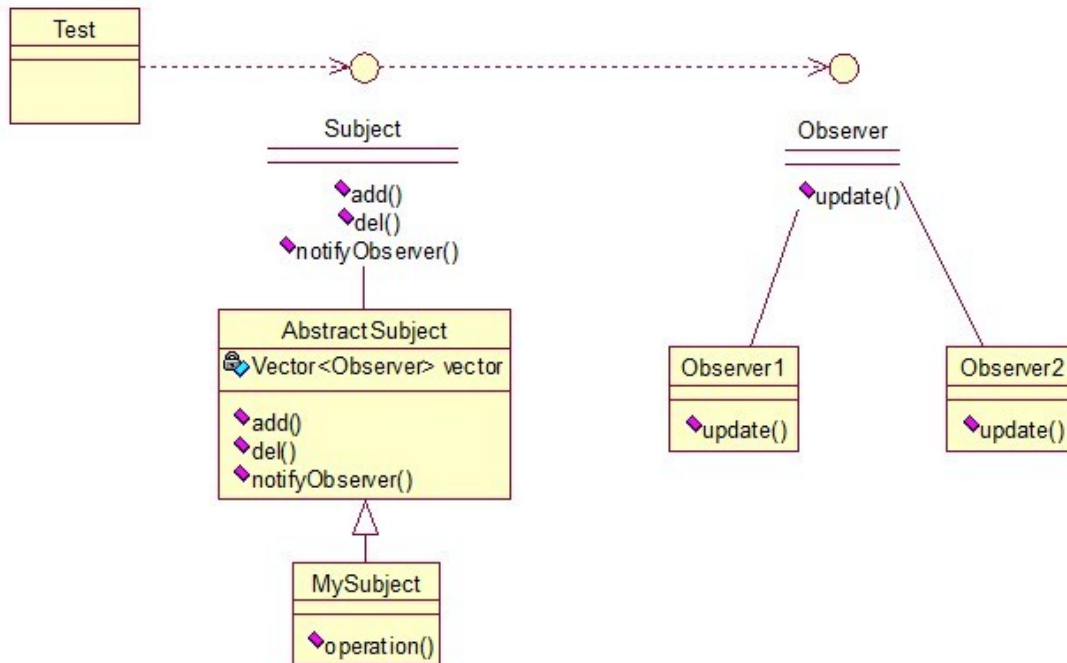 Test
Subject
add()
del()
notifyObserver()
Observer
update()
AbstractSubject
Vector<Observer> vector
add()
del()
notifyObserver()
Observer1
update()
Observer2
update()
MySubject
operation()